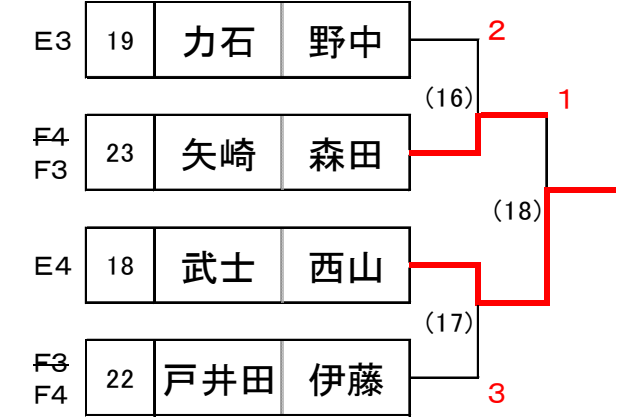 E3 19 力石 野中 2
(16) 1
F4
F3 23 矢崎 森田
(18)
E4 18 武士 西山
(17)
F3
F4 22 戸井田 伊藤 3